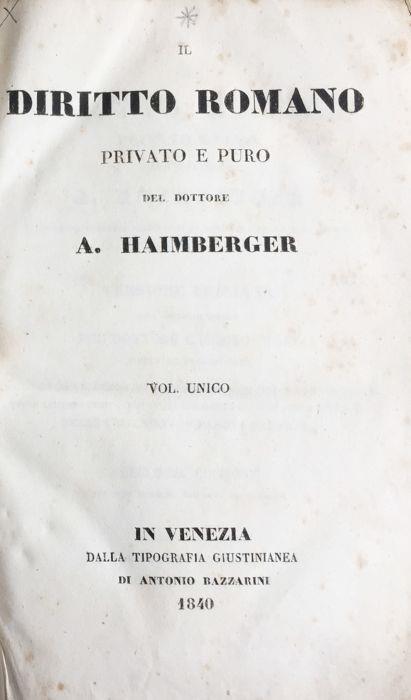 IL
DIRITTO ROMANO
PRIVATO E PURO
DEL DOTTORE
A. HAIMBERGER
VOL. UNICO
IN VENEZIA
DALLA TIPOGRAFIA GIUSTINIANEA
DI ANTONIO BAZZARINI
1840